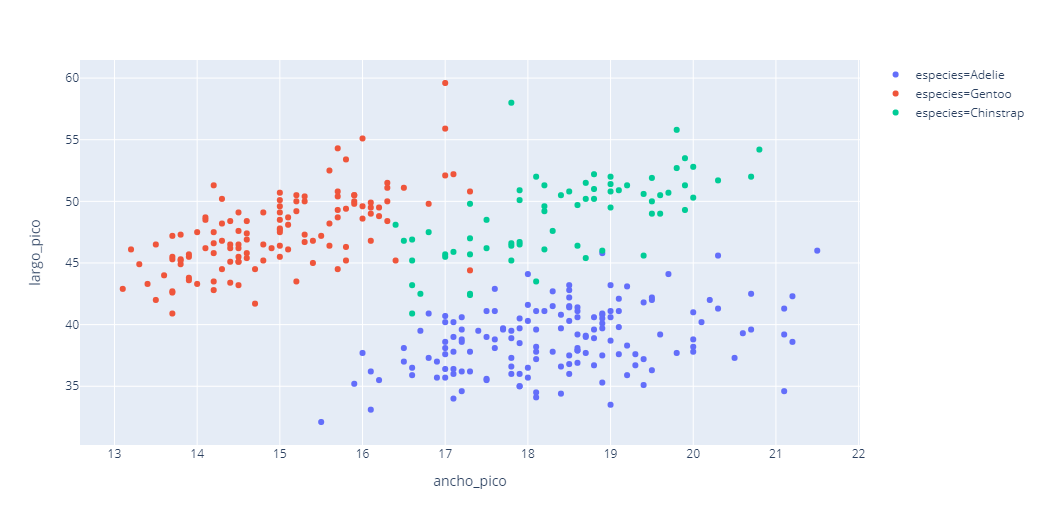 especies=Adelie
especies=Gentoo
especies=Chinstrap
60
55
50
45
40
35
largo_pico
13 14 15 16 17 18 19 20 21 22
ancho_pico